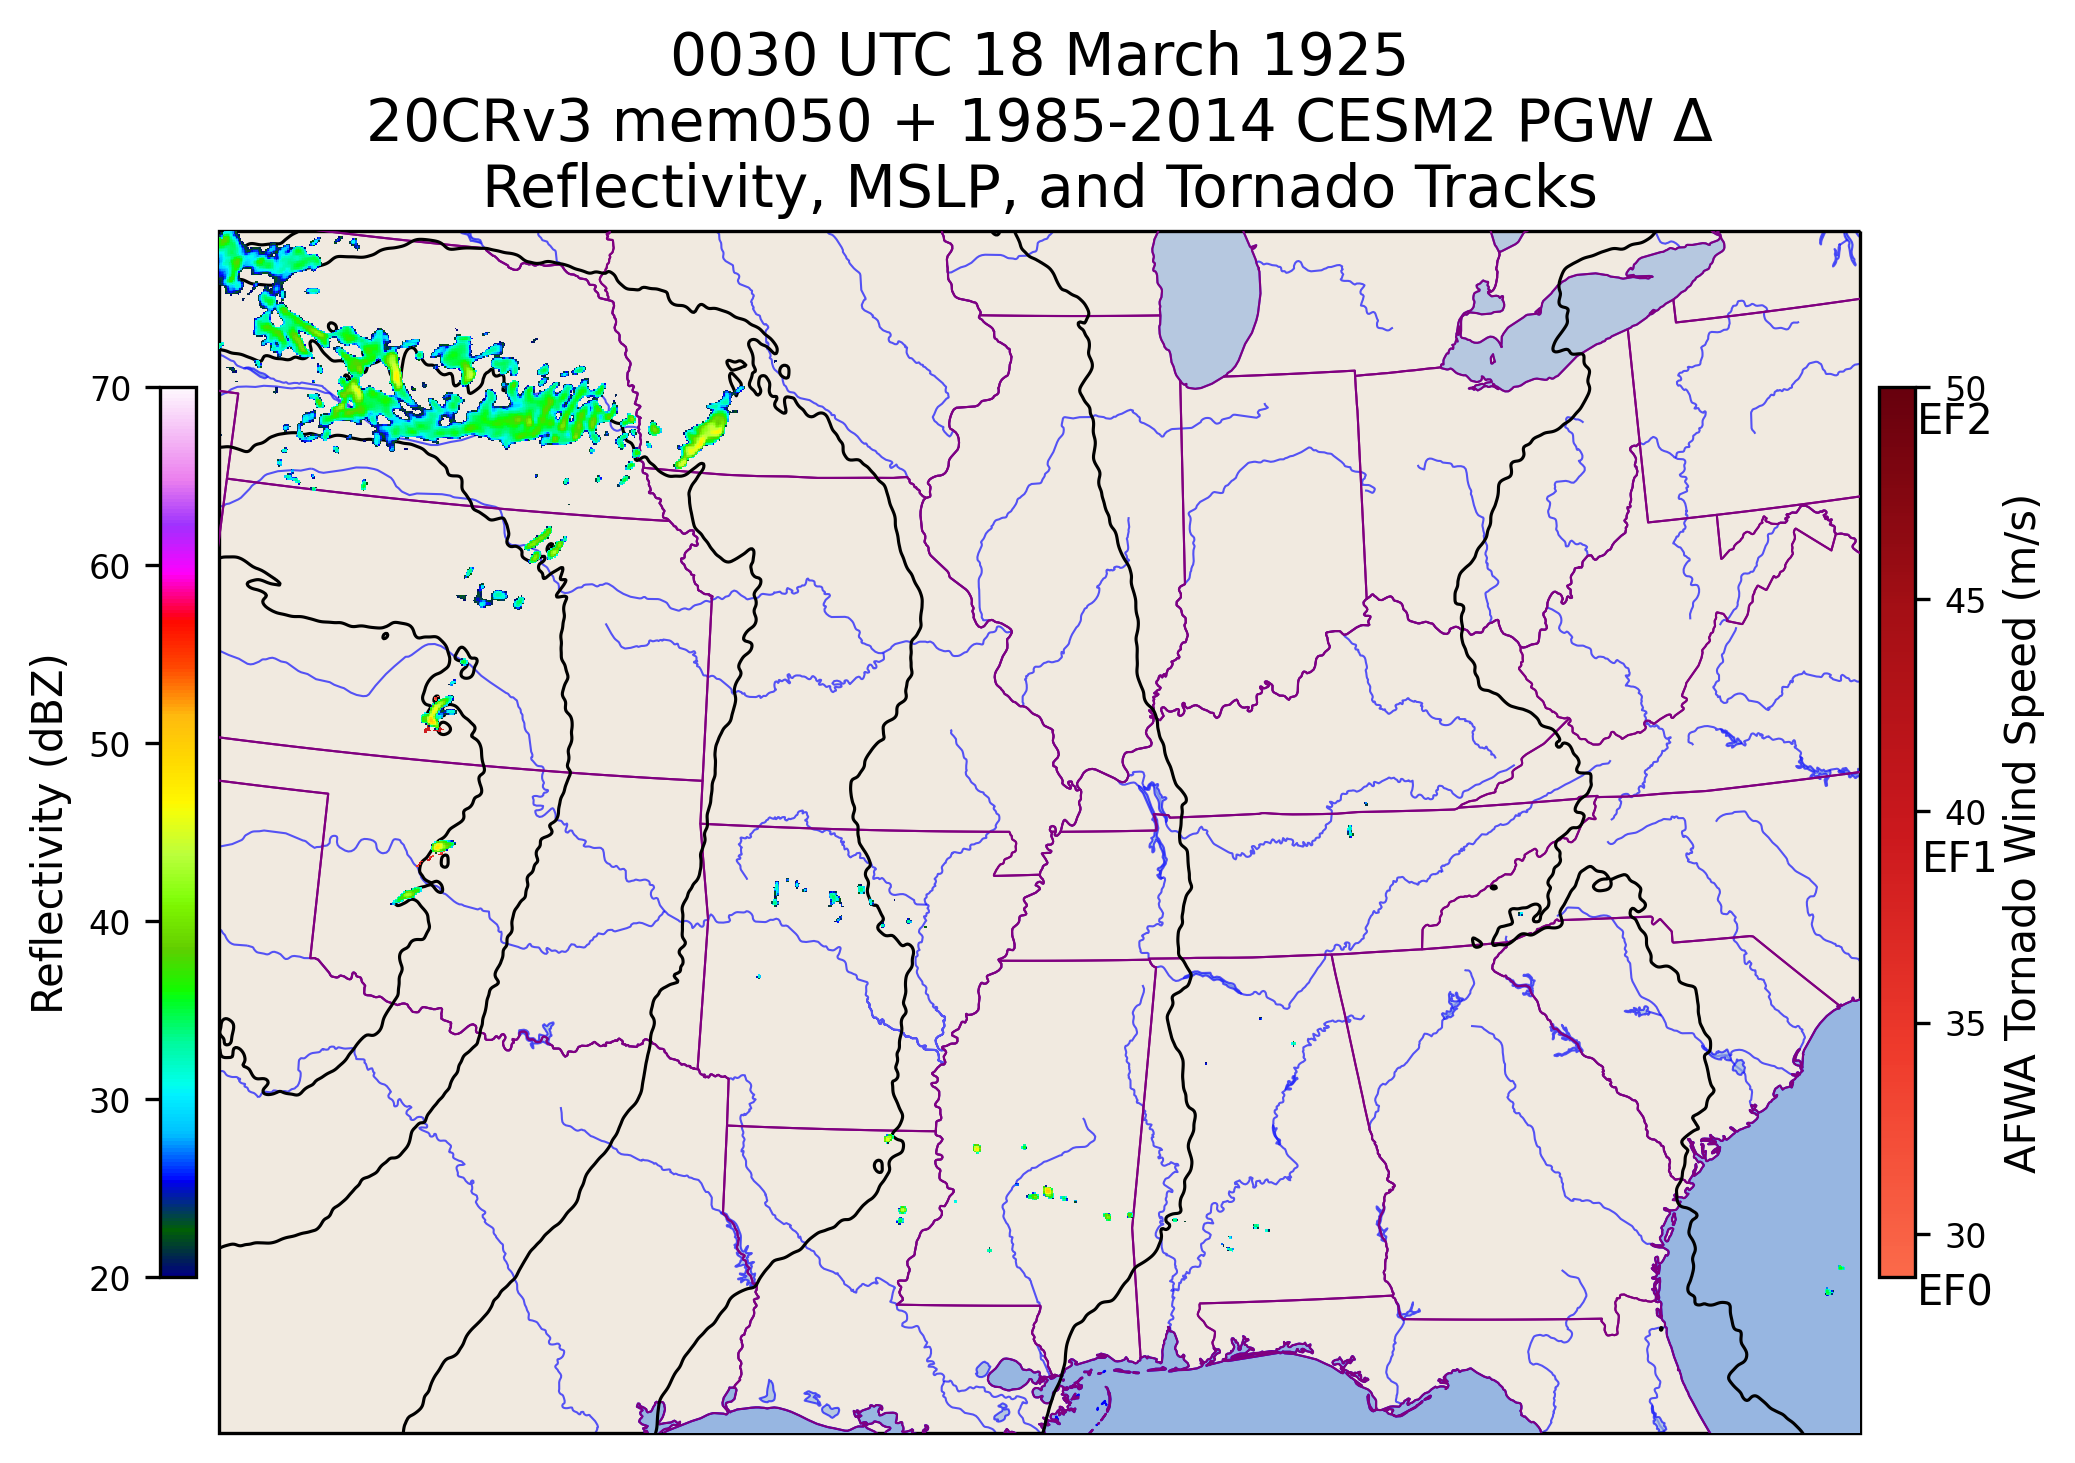 0030 UTC 18 March 1925
20CRv3 mem050 + 1985-2014 CESM2 PGW Δ
Reflectivity, MSLP, and Tornado Tracks
Reflectivity (dBZ)
70
60
50
40
30
20
50
EF2
45
40
EF1
35
30
EF0
AFWA Tornado Wind Speed (m/s)